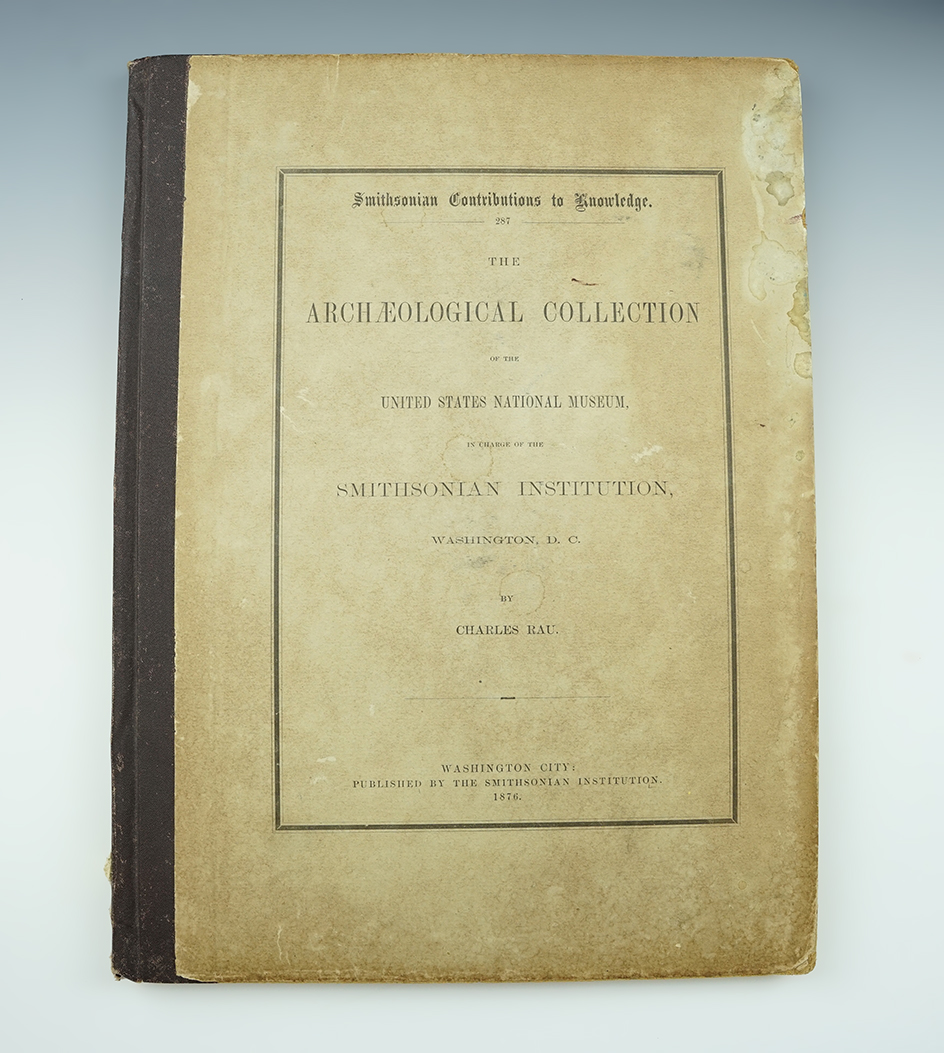 Smithsonian Contributions to Knowledge.
287
THE
ARCHÆOLOGICAL COLLECTION
OF THE
UNITED STATES NATIONAL MUSEUM,
IN CHARGE OF THE
SMITHSONIAN INSTITUTION,
WASHINGTON, D. C.
BY
CHARLES RAU.
WASHINGTON CITY:
PUBLISHED BY THE SMITHSONIAN INSTITUTION.
1876.